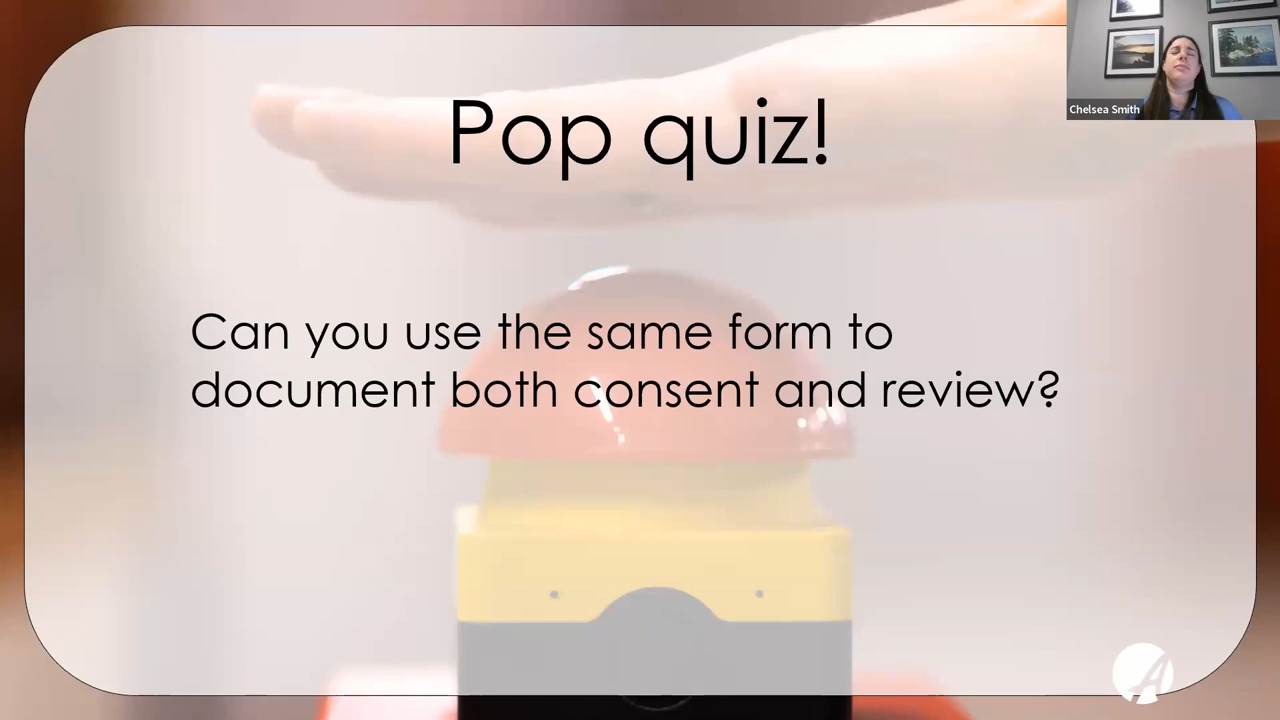 Chelsea Smith
Pop quiz!
Can you use the same form to
document both consent and review?
A